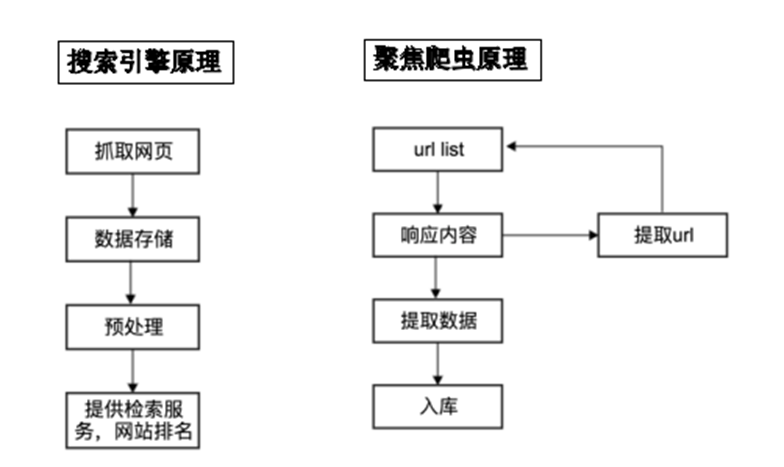 搜索引擎原理
抓取网页
数据存储
预处理
提供检索服
务，网站排名
聚焦爬虫原理
url list
响应内容
提取url
提取数据
入库